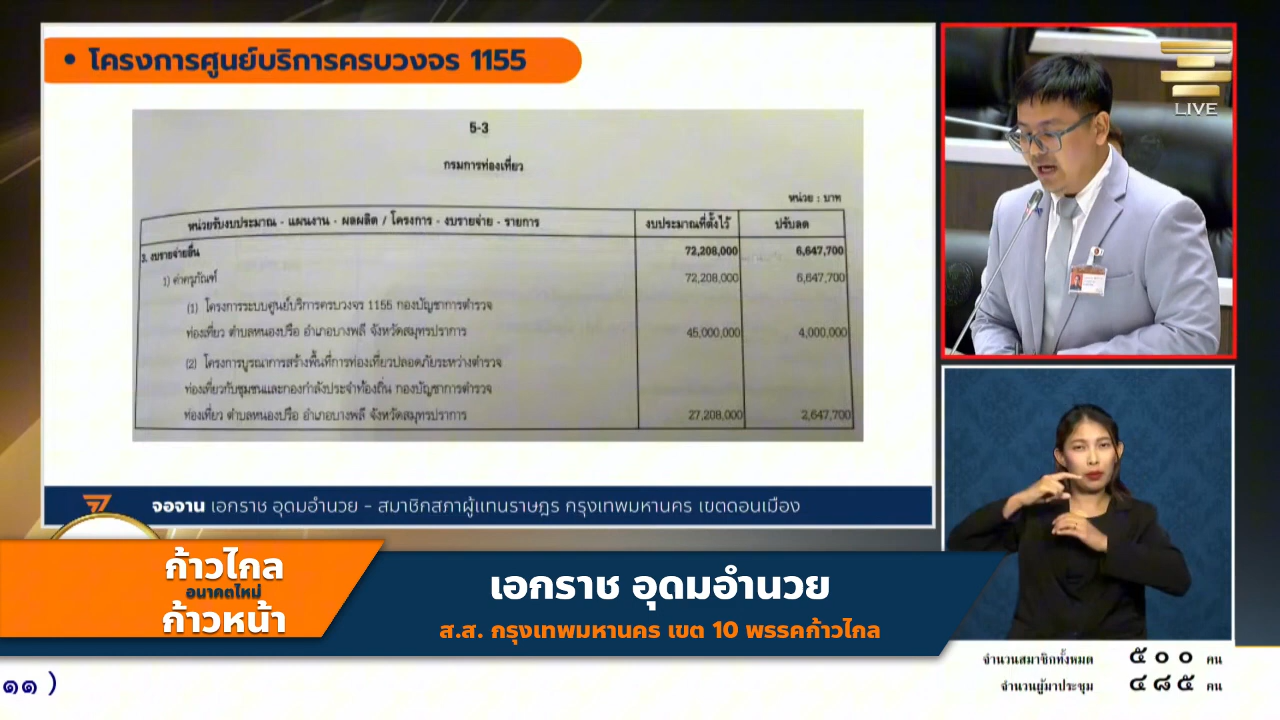 • โครงการศูนย์บริการครบวงจร 1155
5-3
กรมการท่องเที่ยว
หน่วย : บาท
หน่วยรับงบประมาณ - แผนงาน - ผลผลิต / โครงการ - งบรายจ่าย - รายการ งบประมาณที่ตั้งไว้ ปรับลด
3. งบรายจ่ายอื่น 72,208,000 6,647,700
1) ค่าครุภัณฑ์ 72,208,000 6,647,700
(1) โครงการระบบศูนย์บริการครบวงจร 1155 กองบัญชาการตำรวจ
ท่องเที่ยว ตำบลหนองปรือ อำเภอบางพลี จังหวัดสมุทรปราการ 45,000,000 4,000,000
(2) โครงการบูรณาการสร้างพื้นที่การท่องเที่ยวปลอดภัยระหว่างตำรวจ
ท่องเที่ยวกับชุมชนและกองกำลังประจำท้องถิ่น กองบัญชาการตำรวจ
ท่องเที่ยว ตำบลหนองปรือ อำเภอบางพลี จังหวัดสมุทรปราการ 27,208,000 2,647,700
จอจาน เอกราช อุดมอำนวย - สมาชิกสภาผู้แทนราษฎร กรุงเทพมหานคร เขตดอนเมือง
LIVE
ก้าวไกล
อนาคตใหม่
ก้าวหน้า
เอกราช อุดมอำนวย
ส.ส. กรุงเทพมหานคร เขต 10 พรรคก้าวไกล
จำนวนสมาชิกทั้งหมด ๕๐๐ คน
จำนวนผู้มาประชุม ๔๘๕ คน
๑๑ )